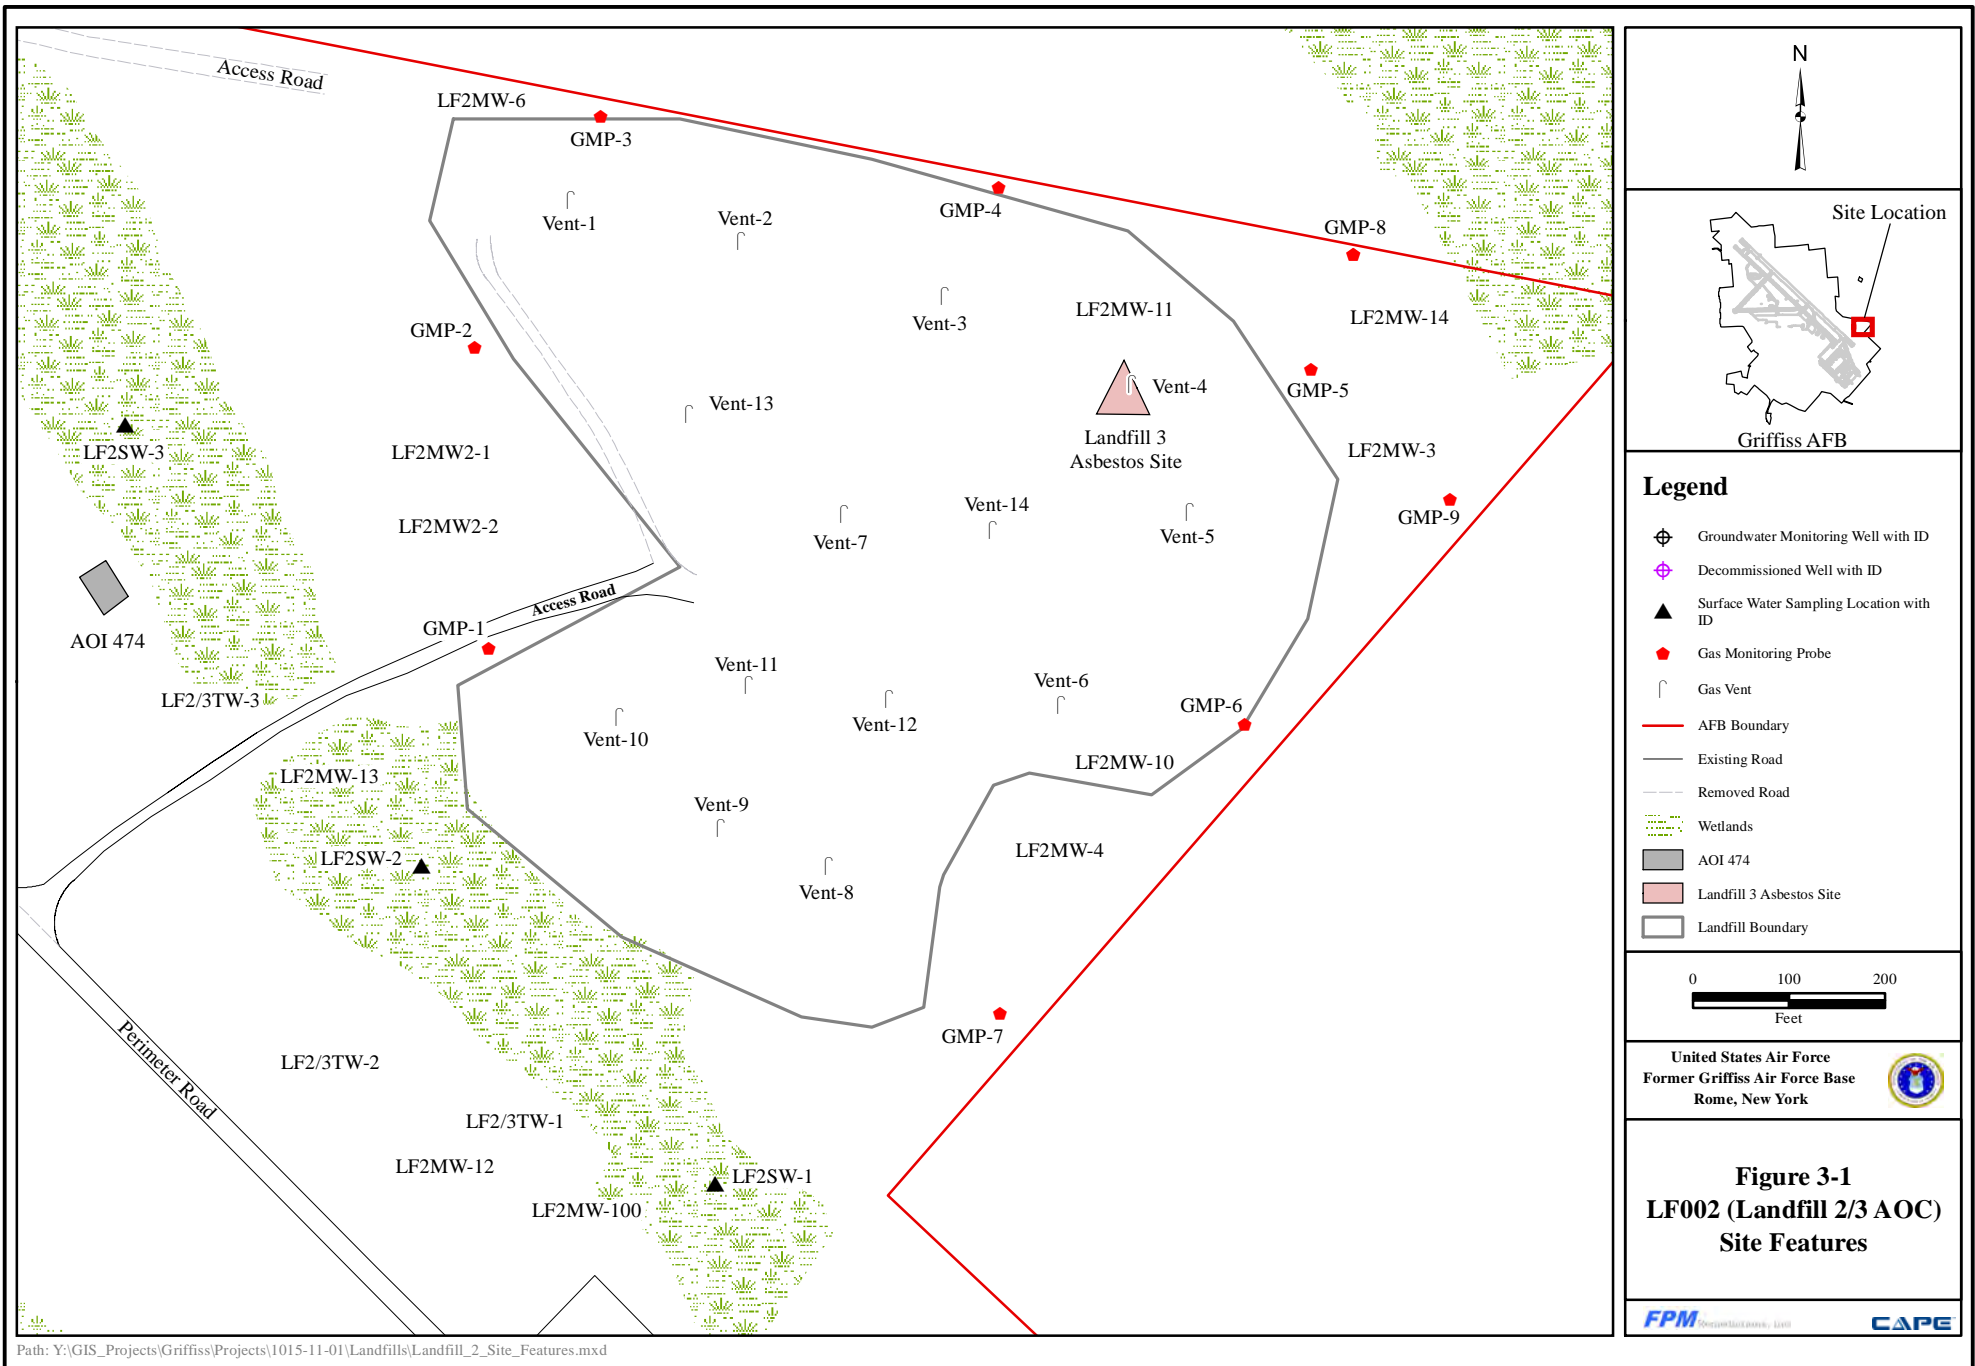 Access Road
LF2MW-6
GMP-3
Vent-1
Vent-2
GMP-4
GMP-8
GMP-2
Vent-3
LF2MW-11
LF2MW-14
Vent-4
GMP-5
Vent-13
Landfill 3
Asbestos Site
LF2SW-3
LF2MW2-1
LF2MW-3
LF2MW2-2
Vent-14
Vent-7
Vent-5
GMP-9
Access Road
AOI 474
GMP-1
LF2/3TW-3
Vent-11
Vent-6
GMP-6
Vent-10
Vent-12
LF2MW-10
LF2MW-13
Vent-9
LF2SW-2
LF2MW-4
Vent-8
GMP-7
Perimeter Road
LF2/3TW-2
LF2/3TW-1
LF2MW-12
LF2SW-1
LF2MW-100
N
Site Location
Griffiss AFB
Legend
Groundwater Monitoring Well with ID
Decommissioned Well with ID
Surface Water Sampling Location with
ID
Gas Monitoring Probe
Gas Vent
AFB Boundary
Existing Road
Removed Road
Wetlands
AOI 474
Landfill 3 Asbestos Site
Landfill Boundary
0 100 200
Feet
United States Air Force
Former Griffiss Air Force Base
Rome, New York
Figure 3-1
LF002 (Landfill 2/3 AOC)
Site Features
FPM
CAPE
Path: Y:\GIS_Projects\Griffiss\Projects\1015-11-01\Landfills\Landfill_2_Site_Features.mxd